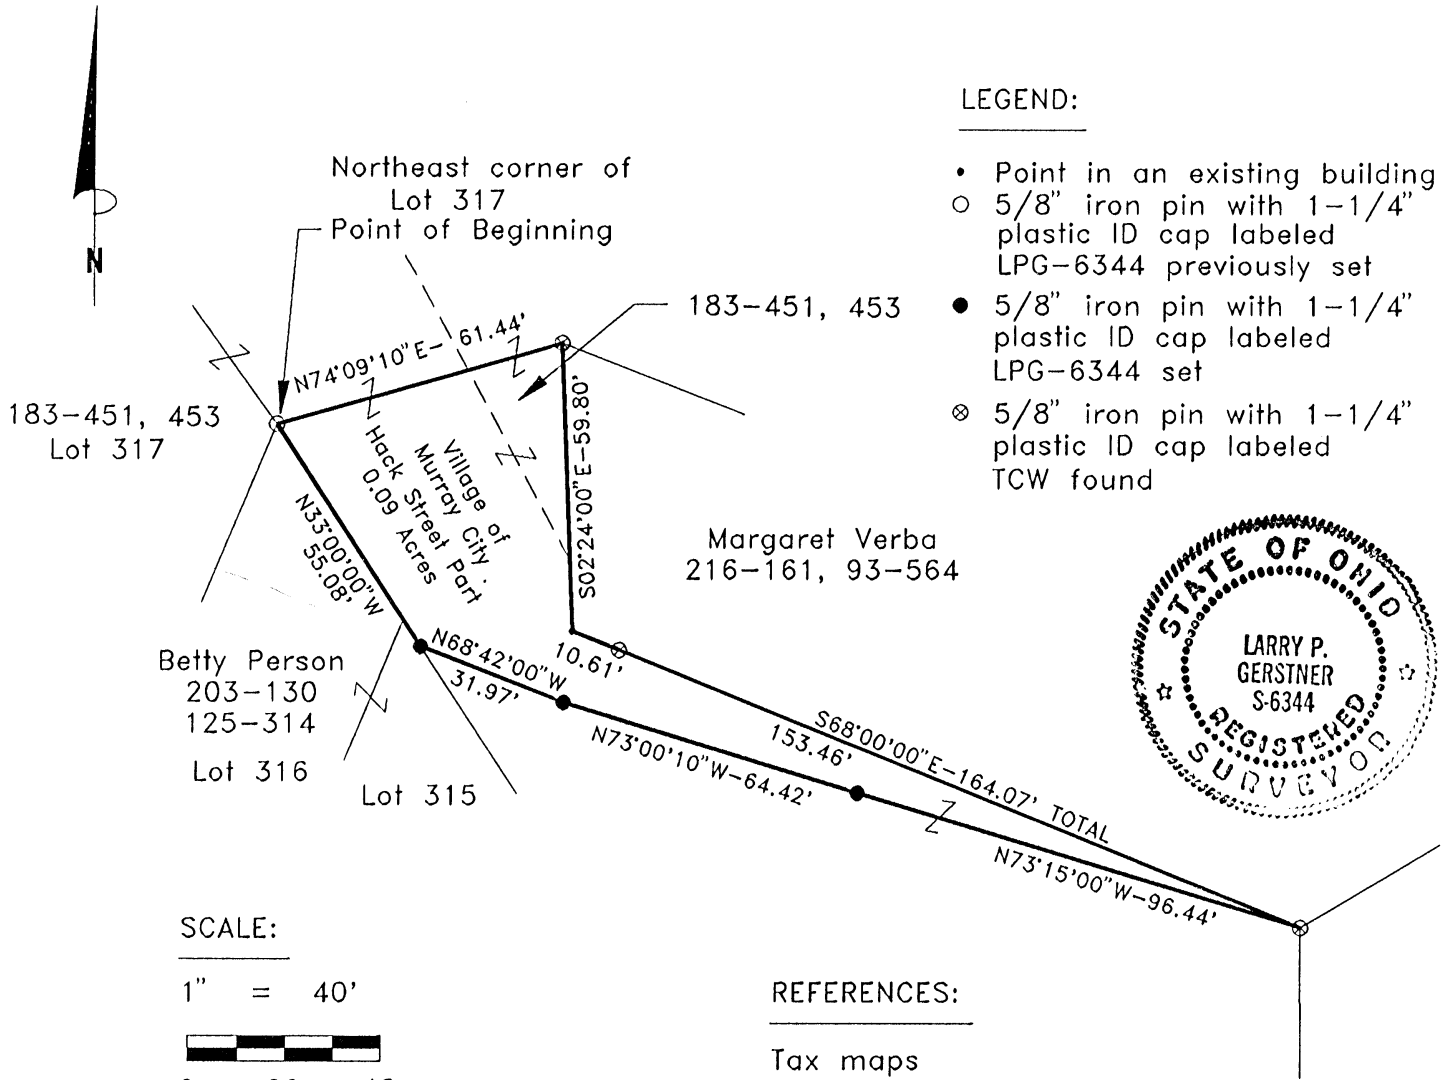 LEGEND:
Northeast corner of
Lot 317
Point of Beginning
• Point in an existing building
5/8" iron pin with 1-1/4"
plastic ID cap labeled
LPG-6344 previously set
5/8" iron pin with 1-1/4"
plastic ID cap labeled
LPG-6344 set
5/8" iron pin with 1-1/4"
plastic ID cap labeled
TCW found
N
183-451, 453
N74°09'10"E- 61.44'
183-451, 453
Lot 317
S02°24'00"E-59.80'
Village of
Murray City
Hack Street Part
0.09 Acres
N33°00'00"W
55.08'
Margaret Verba
216-161, 93-564
STATE OF OHIO
LARRY P.
GERSTNER
S-6344
REGISTERED
SURVEYOR
Betty Person
203-130
125-314
Lot 316
Lot 315
N68°42'00"W
31.97'
10.61'
S68°00'00"E-164.07' TOTAL
153.46'
N73°00'10"W-64.42'
N73°15'00"W-96.44'
SCALE:
1" = 40'
REFERENCES:
Tax maps